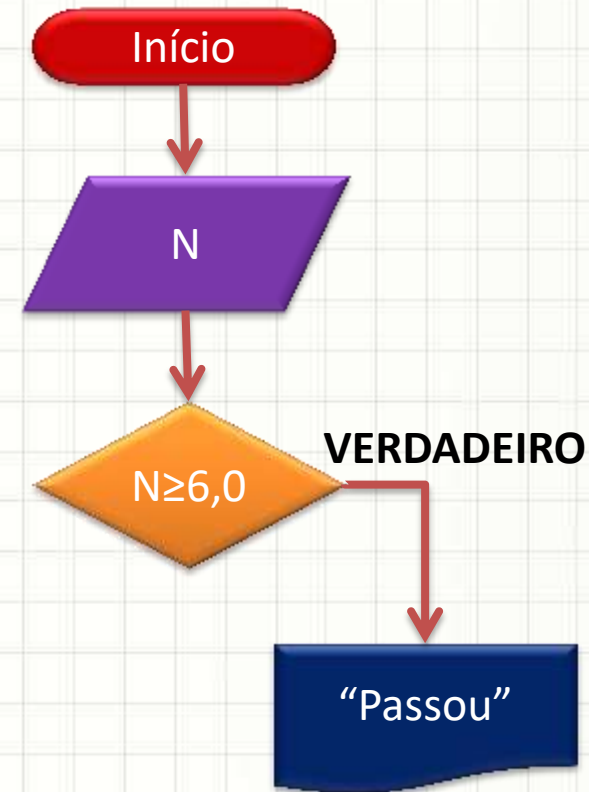 Início
N
N≥6,0
VERDADEIRO
“Passou”